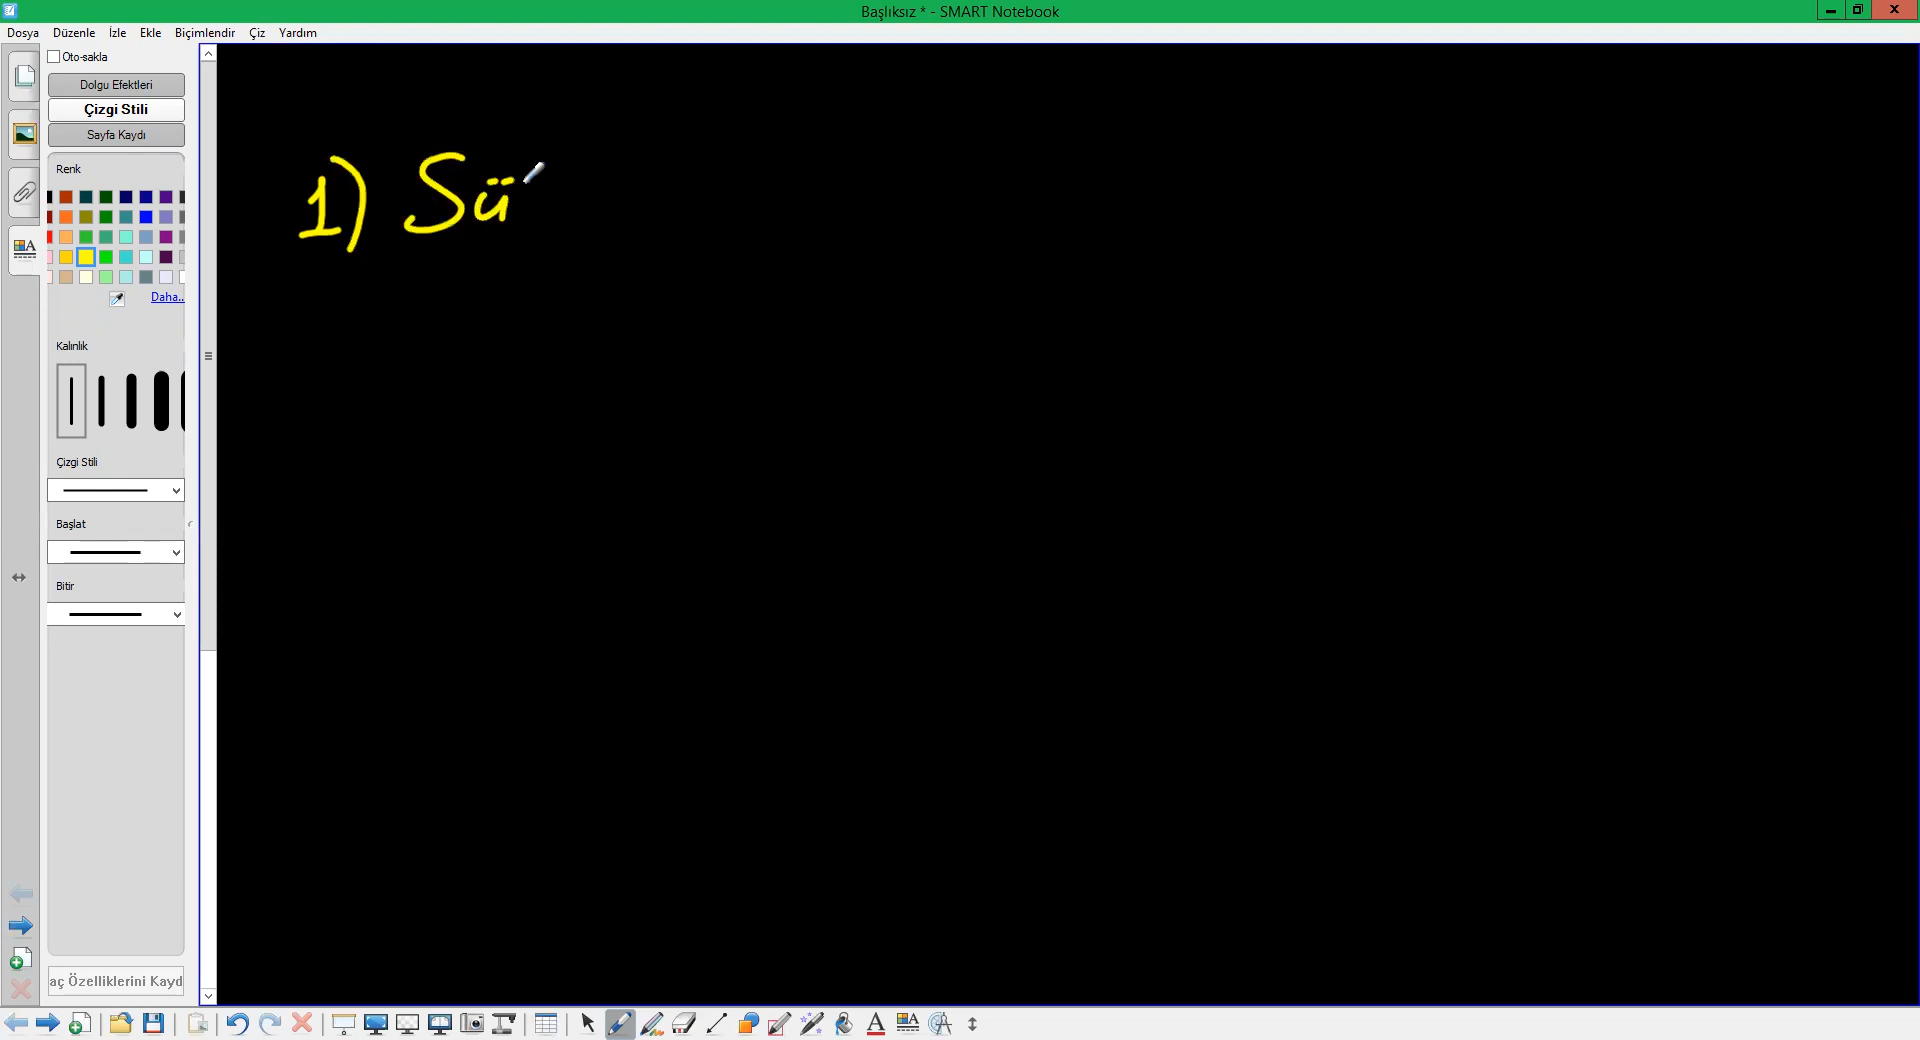 Başlıksız * - SMART Notebook
Dosya Düzenle İzle Ekle Biçimlendir Çiz Yardım
Oto-sakla
Dolgu Efektleri
Çizgi Stili
Sayfa Kaydı
Renk
Daha..
Kalınlık
Çizgi Stili
Başlat
Bitir
aç Özelliklerini Kayd
1) Sü